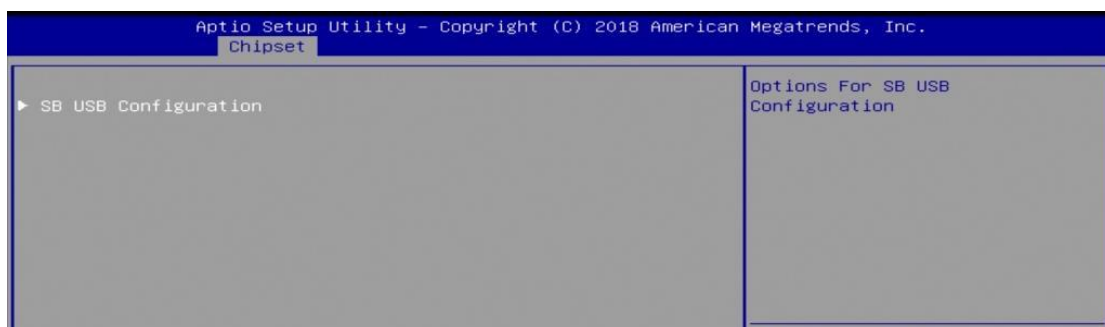 Aptio Setup Utility – Copyright (C) 2018 American Megatrends, Inc.
Chipset
▶ SB USB Configuration
Options For SB USB
Configuration